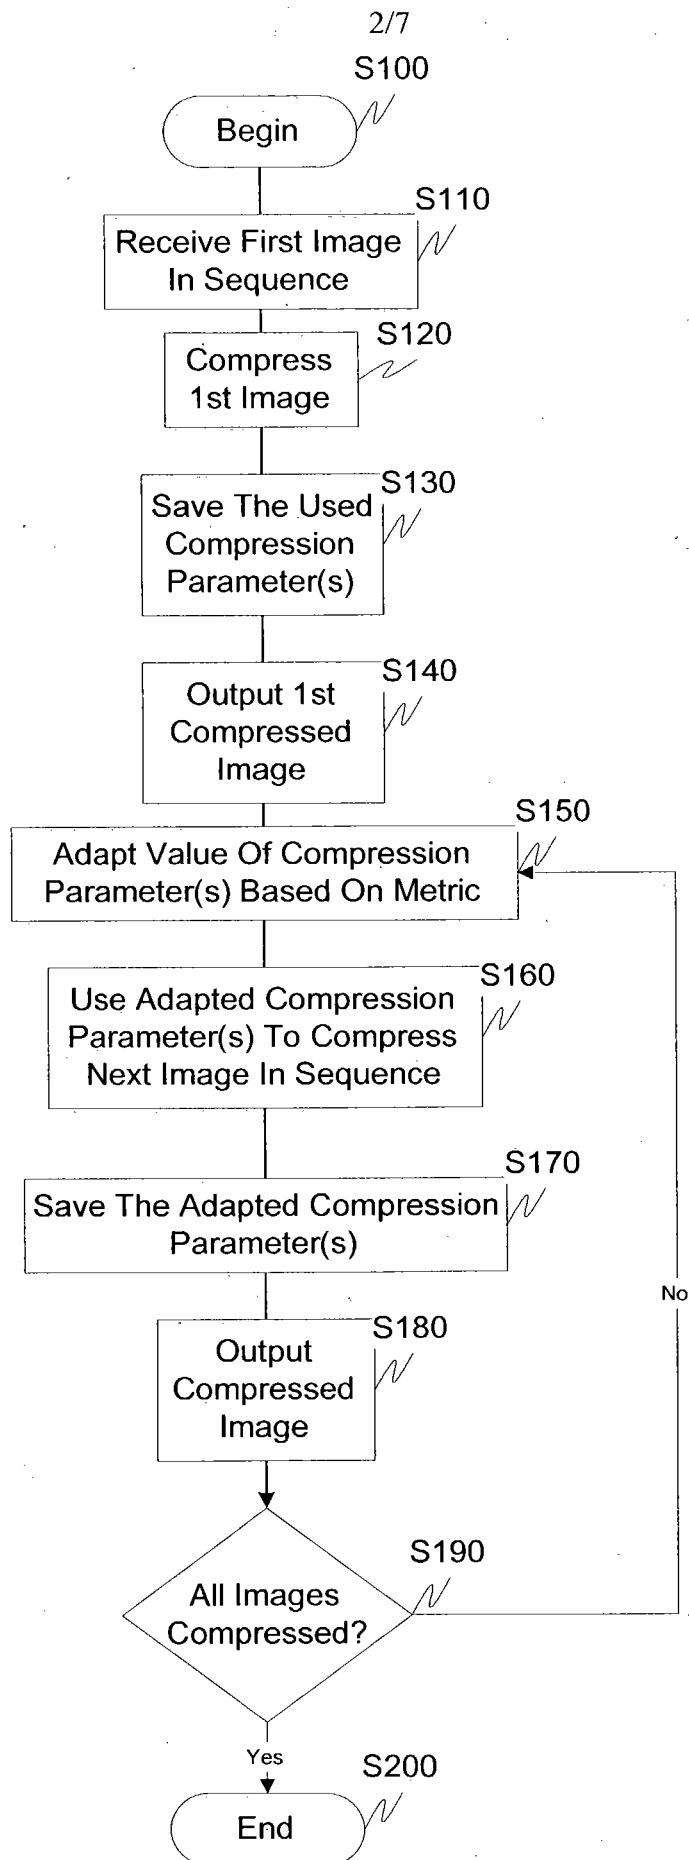 2/7
S100
Begin
S110
Receive First Image
In Sequence
S120
Compress
1st Image
S130
Save The Used
Compression
Parameter(s)
S140
Output 1st
Compressed
Image
S150
Adapt Value Of Compression
Parameter(s) Based On Metric
S160
Use Adapted Compression
Parameter(s) To Compress
Next Image In Sequence
S170
Save The Adapted Compression
Parameter(s)
No
S180
Output
Compressed
Image
S190
All Images
Compressed?
Yes
S200
End